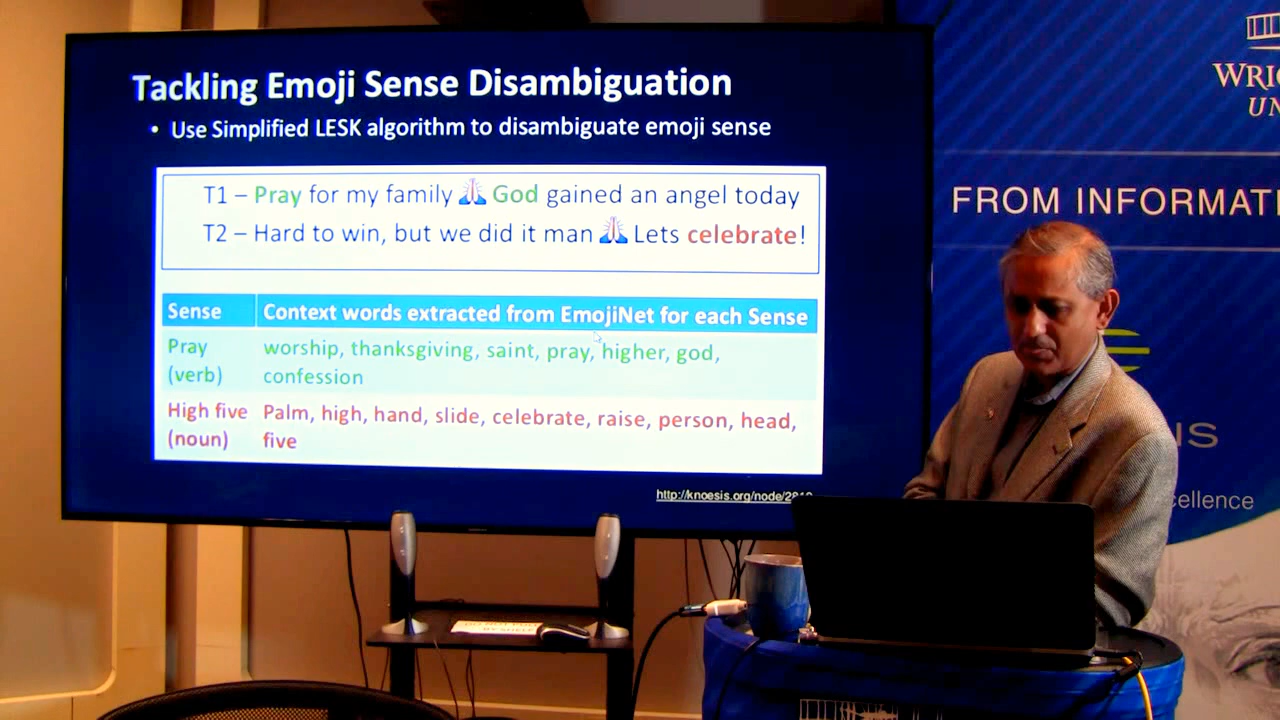 Tackling Emoji Sense Disambiguation
• Use Simplified LESK algorithm to disambiguate emoji sense
T1 – Pray for my family 🙏 God gained an angel today
T2 – Hard to win, but we did it man 🙏 Lets celebrate!
Sense Context words extracted from EmojiNet for each Sense
Pray worship, thanksgiving, saint, pray, higher, god,
(verb) confession
High five Palm, high, hand, slide, celebrate, raise, person, head,
(noun) five
FROM INFORMATI